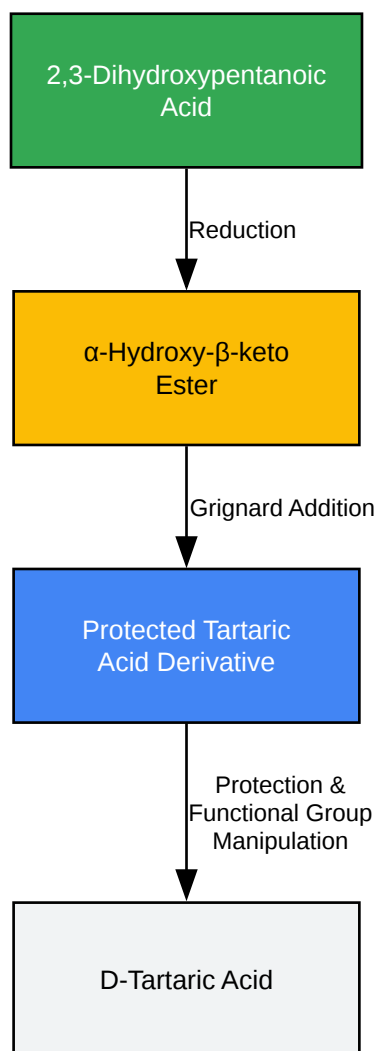 2,3-Dihydroxypentanoic
Acid
Reduction
α-Hydroxy-β-keto
Ester
Grignard Addition
Protected Tartaric
Acid Derivative
Protection &
Functional Group
Manipulation
D-Tartaric Acid